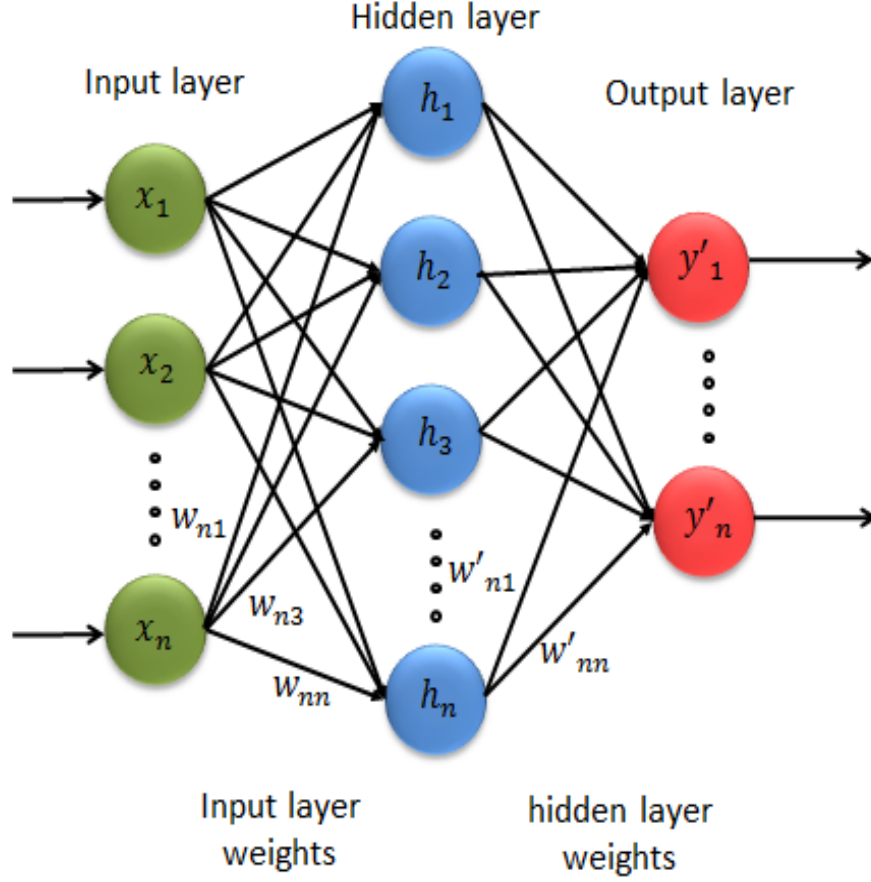 Hidden layer
Input layer
Output layer
h₁
x₁
h₂
y'₁
x₂
h₃
y'ₙ
wₙ₁
w'ₙ₁
wₙ₃
xₙ
w'ₙₙ
wₙₙ
hₙ
Input layer
weights
hidden layer
weights